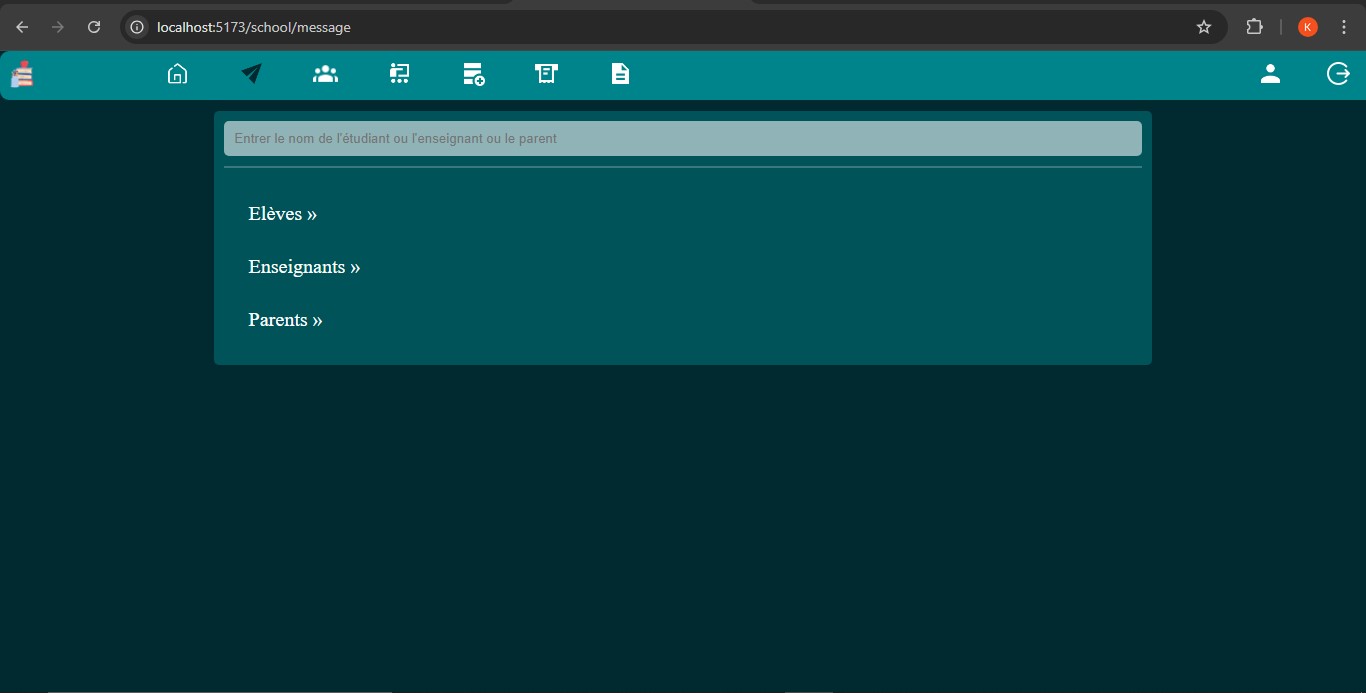 localhost:5173/school/message
K
Entrer le nom de l'étudiant ou l'enseignant ou le parent
Elèves »
Enseignants »
Parents »